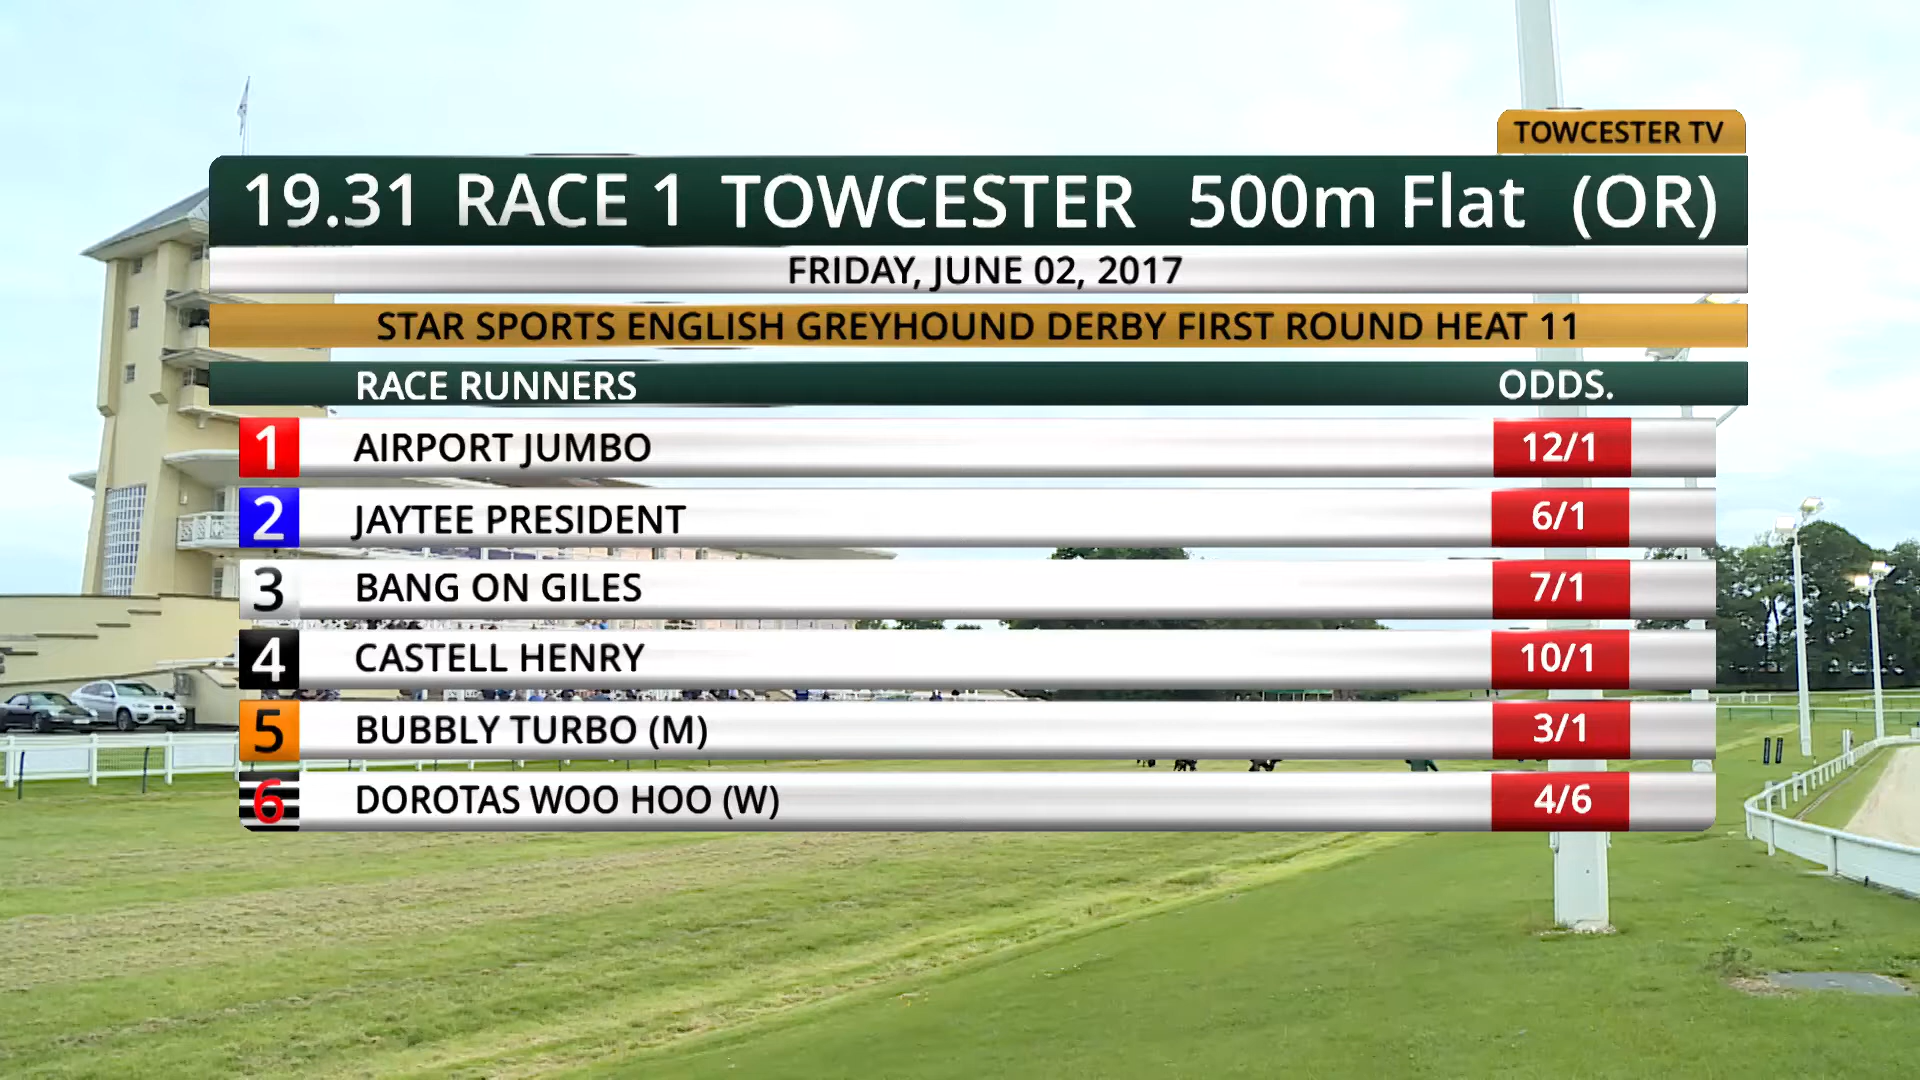 TOWCESTER TV
19.31 RACE 1 TOWCESTER 500m Flat (OR)
FRIDAY, JUNE 02, 2017
STAR SPORTS ENGLISH GREYHOUND DERBY FIRST ROUND HEAT 11
RACE RUNNERS ODDS.
1 AIRPORT JUMBO 12/1
2 JAYTEE PRESIDENT 6/1
3 BANG ON GILES 7/1
4 CASTELL HENRY 10/1
5 BUBBLY TURBO (M) 3/1
6 DOROTAS WOO HOO (W) 4/6